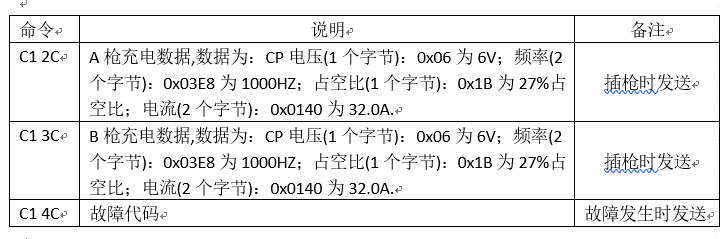 命令 说明 备注
C1 2C A 枪充电数据,数据为：CP 电压(1 个字节)：0x06 为 6V；频率(2
个字节)：0x03E8 为 1000HZ；占空比(1 个字节)：0x1B 为 27%占 插枪时发送
空比；电流(2 个字节)：0x0140 为 32.0A.
C1 3C B 枪充电数据,数据为：CP 电压(1 个字节)：0x06 为 6V；频率(2
个字节)：0x03E8 为 1000HZ；占空比(1 个字节)：0x1B 为 27%占 插枪时发送
空比；电流(2 个字节)：0x0140 为 32.0A.
C1 4C 故障代码 故障发生时发送